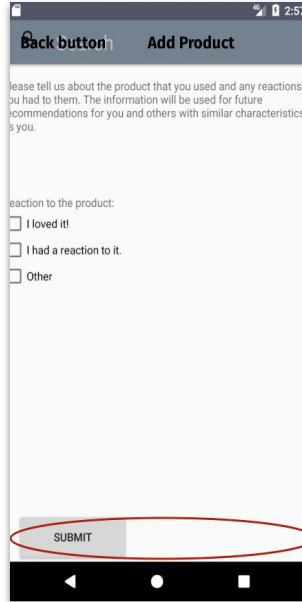 4G 2:57
Back button Add Product
lease tell us about the product that you used and any reactions
ou had to them. The information will be used for future
ecommendations for you and others with similar characteristics
s you.
eaction to the product:
I loved it!
I had a reaction to it.
Other
SUBMIT